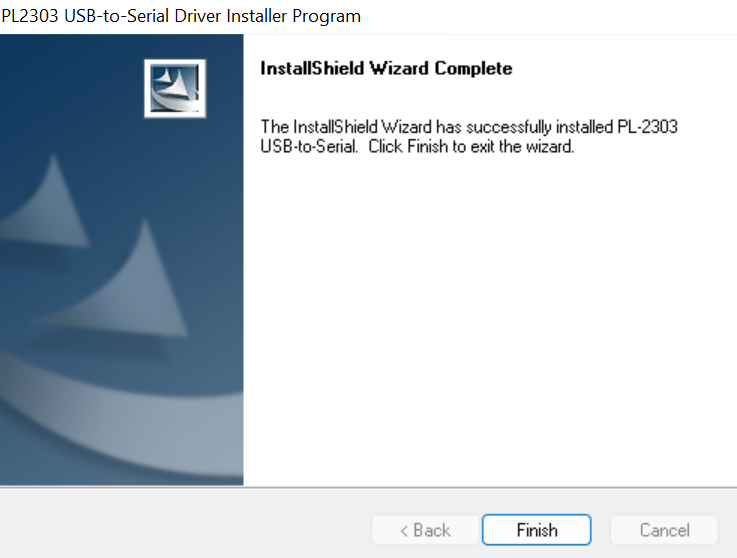 PL2303 USB-to-Serial Driver Installer Program
InstallShield Wizard Complete
The InstallShield Wizard has successfully installed PL-2303
USB-to-Serial. Click Finish to exit the wizard.
< Back
Finish
Cancel